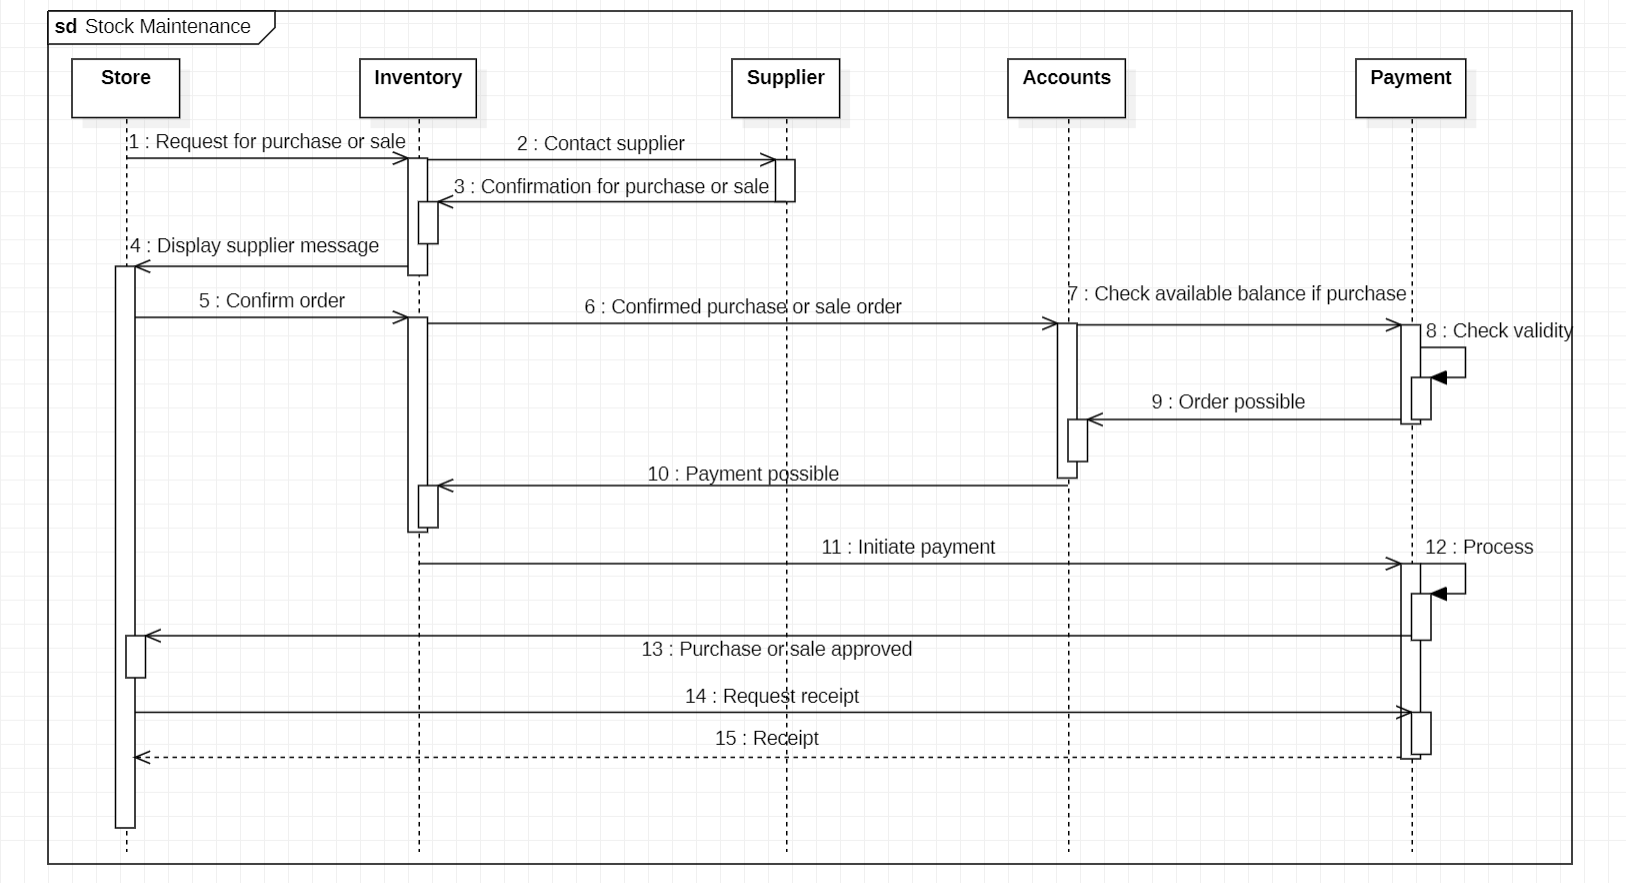 sd Stock Maintenance
Store
Inventory
Supplier
Accounts
Payment
1 : Request for purchase or sale
2 : Contact supplier
3 : Confirmation for purchase or sale
4 : Display supplier message
5 : Confirm order
6 : Confirmed purchase or sale order
7 : Check available balance if purchase
8 : Check validity
9 : Order possible
10 : Payment possible
11 : Initiate payment
12 : Process
13 : Purchase or sale approved
14 : Request receipt
15 : Receipt